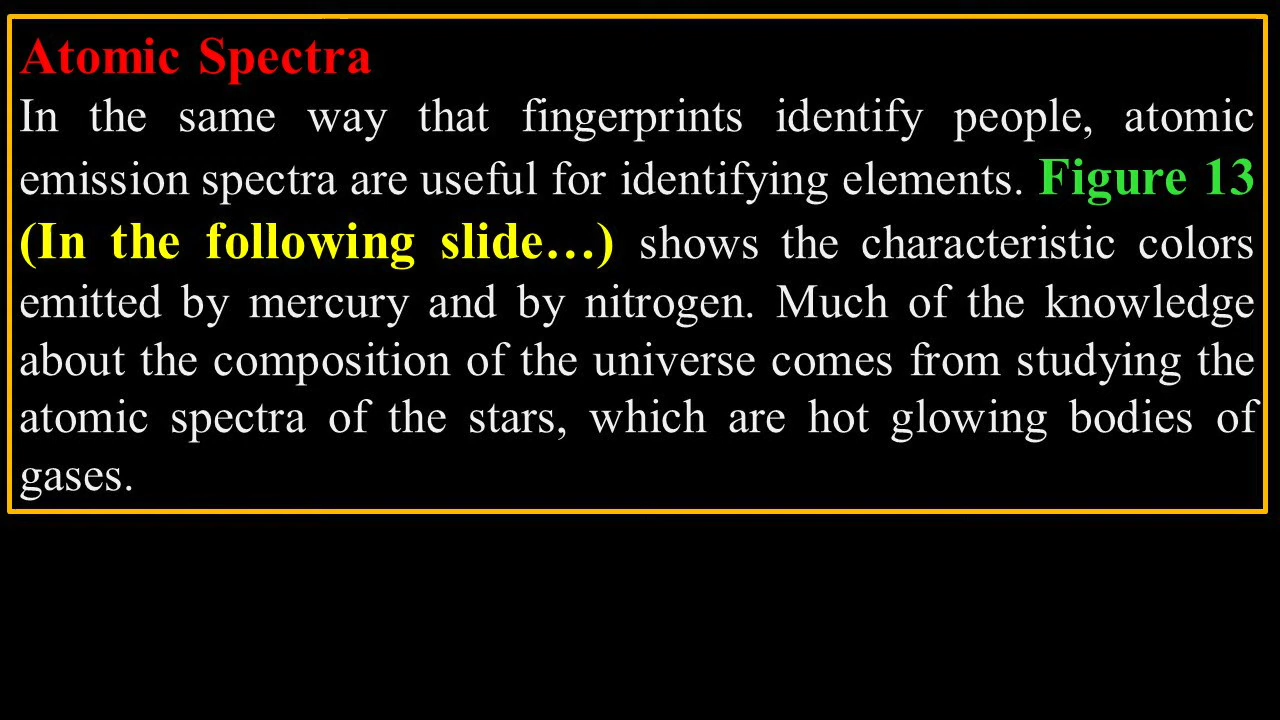 Atomic Spectra
In the same way that fingerprints identify people, atomic
emission spectra are useful for identifying elements. Figure 13
(In the following slide…) shows the characteristic colors
emitted by mercury and by nitrogen. Much of the knowledge
about the composition of the universe comes from studying the
atomic spectra of the stars, which are hot glowing bodies of
gases.